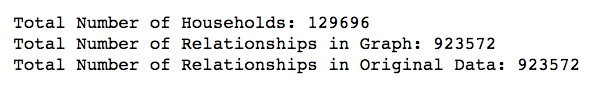 Total Number of Households: 129696
Total Number of Relationships in Graph: 923572
Total Number of Relationships in Original Data: 923572